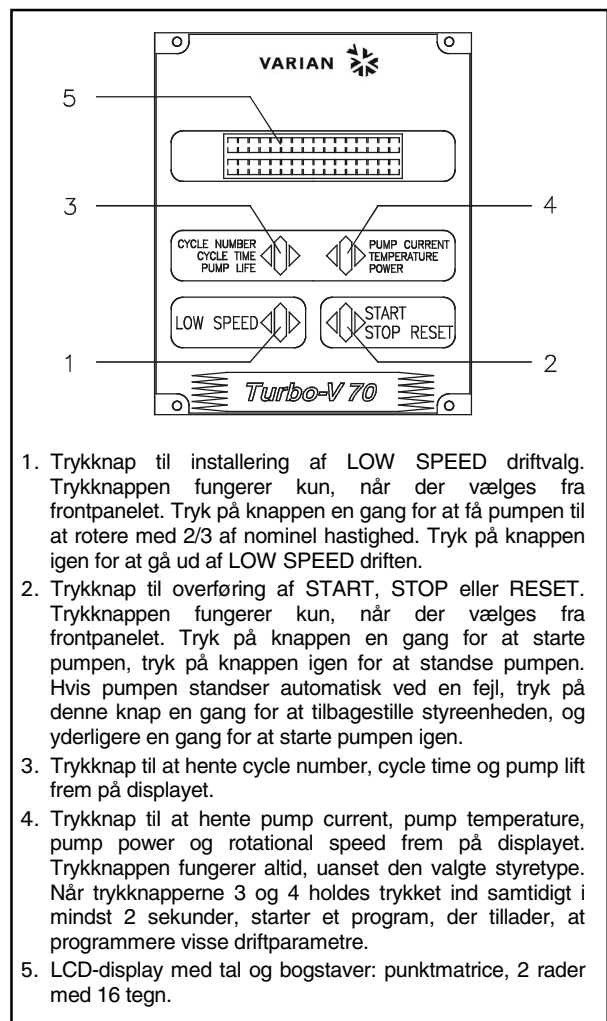 VARIAN
5
3
4
CYCLE NUMBER
CYCLE TIME
PUMP LIFE
PUMP CURRENT
TEMPERATURE
POWER
LOW SPEED
START
STOP RESET
1
2
Turbo-V 70
1. Trykknap til installering af LOW SPEED driftvalg.
Trykknappen fungerer kun, når der vælges fra
frontpanelet. Tryk på knappen en gang for at få pumpen til
at rotere med 2/3 af nominel hastighed. Tryk på knappen
igen for at gå ud af LOW SPEED driften.
2. Trykknap til overføring af START, STOP eller RESET.
Trykknappen fungerer kun, når der vælges fra
frontpanelet. Tryk på knappen en gang for at starte
pumpen, tryk på knappen igen for at standse pumpen.
Hvis pumpen standser automatisk ved en fejl, tryk på
denne knap en gang for at tilbagestille styreenheden, og
yderligere en gang for at starte pumpen igen.
3. Trykknap til at hente cycle number, cycle time og pump lift
frem på displayet.
4. Trykknap til at hente pump current, pump temperature,
pump power og rotational speed frem på displayet.
Trykknappen fungerer altid, uanset den valgte styretype.
Når trykknapperne 3 og 4 holdes trykket ind samtidigt i
mindst 2 sekunder, starter et program, der tillader, at
programmere visse driftparametre.
5. LCD-display med tal og bogstaver: punktmatrice, 2 rader
med 16 tegn.